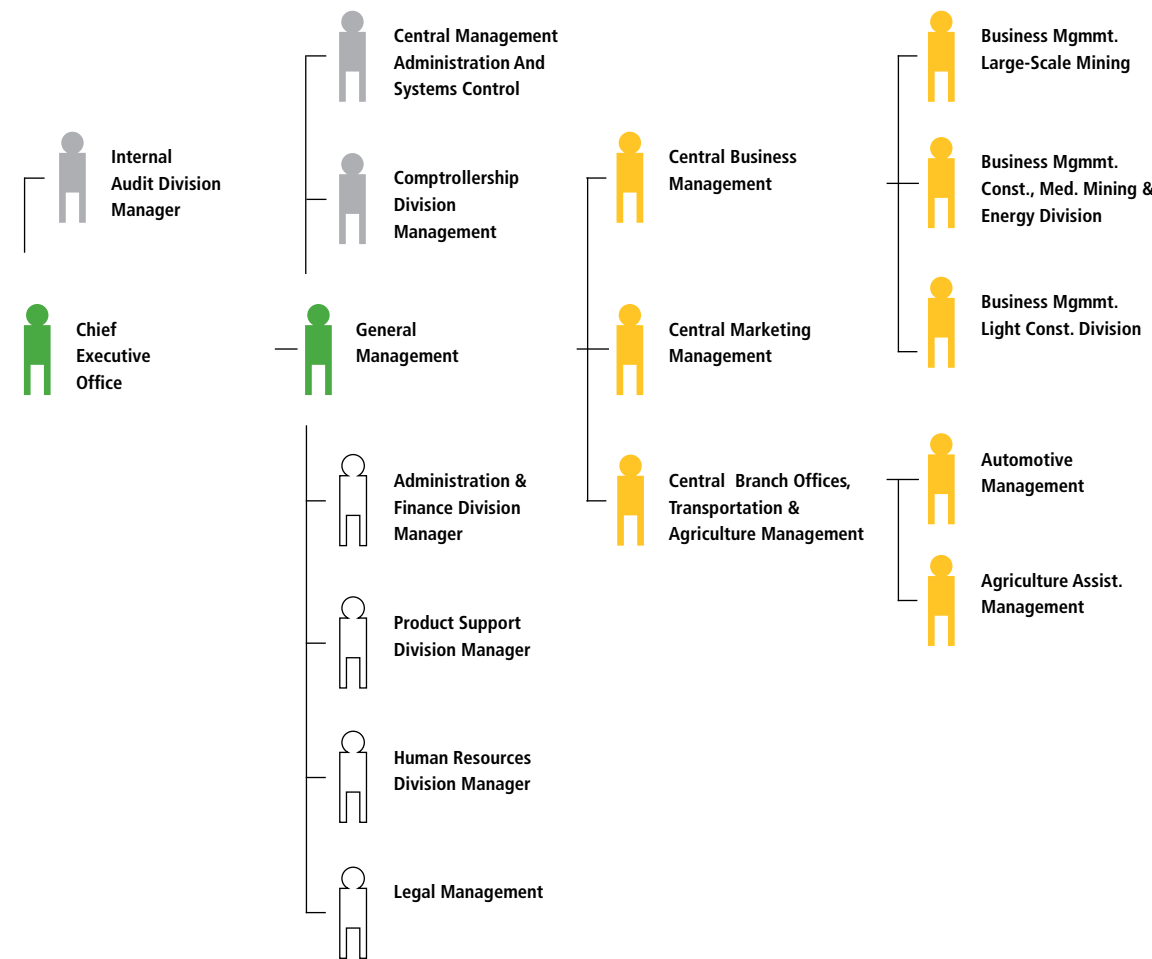 Internal
Audit Division
Manager
Chief
Executive
Office
Central Management
Administration And
Systems Control
Comptrollership
Division
Management
General
Management
Administration &
Finance Division
Manager
Product Support
Division Manager
Human Resources
Division Manager
Legal Management
Central Business
Management
Central Marketing
Management
Central Branch Offices,
Transportation &
Agriculture Management
Business Mgmmt.
Large-Scale Mining
Business Mgmmt.
Const., Med. Mining &
Energy Division
Business Mgmmt.
Light Const. Division
Automotive
Management
Agriculture Assist.
Management